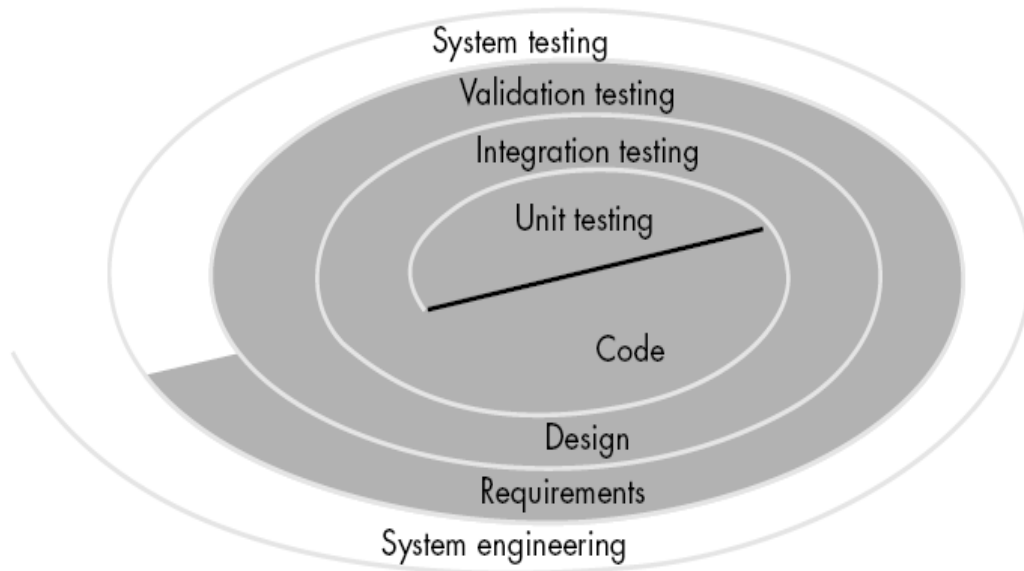 System testing
Validation testing
Integration testing
Unit testing
Code
Design
Requirements
System engineering